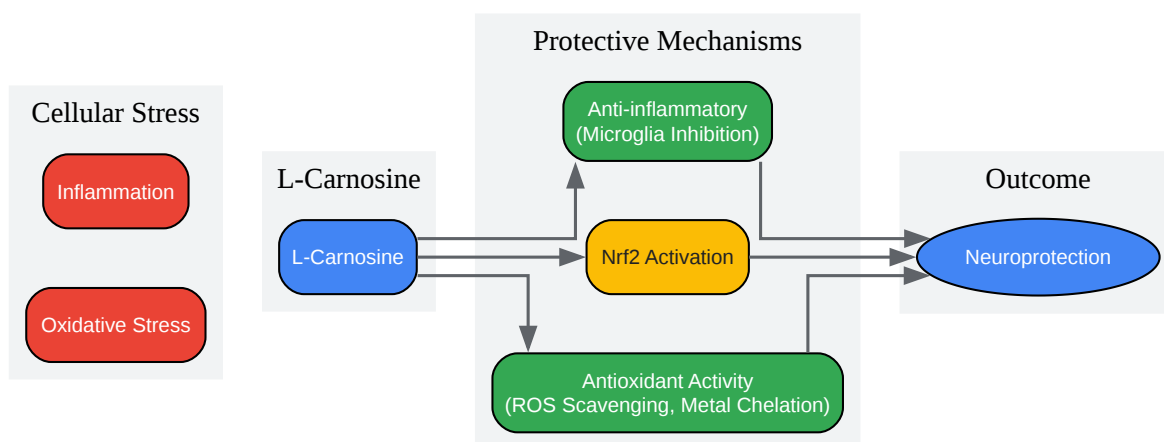 Cellular Stress
Inflammation
Oxidative Stress
L-Carnosine
L-Carnosine
Protective Mechanisms
Anti-inflammatory
(Microglia Inhibition)
Nrf2 Activation
Antioxidant Activity
(ROS Scavenging, Metal Chelation)
Outcome
Neuroprotection